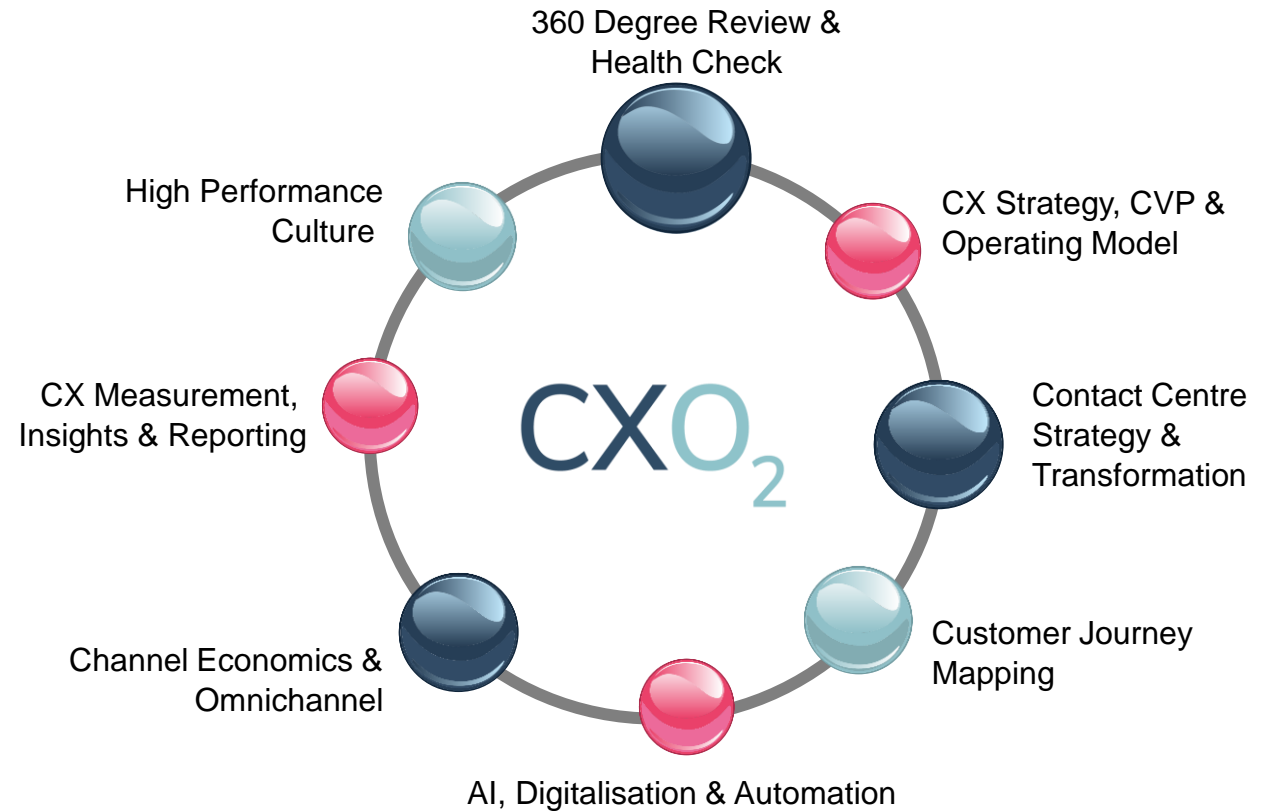 360 Degree Review &
Health Check
CX Strategy, CVP &
Operating Model
Contact Centre
Strategy &
Transformation
Customer Journey
Mapping
AI, Digitalisation & Automation
Channel Economics &
Omnichannel
CX Measurement,
Insights & Reporting
High Performance
Culture
CXO2